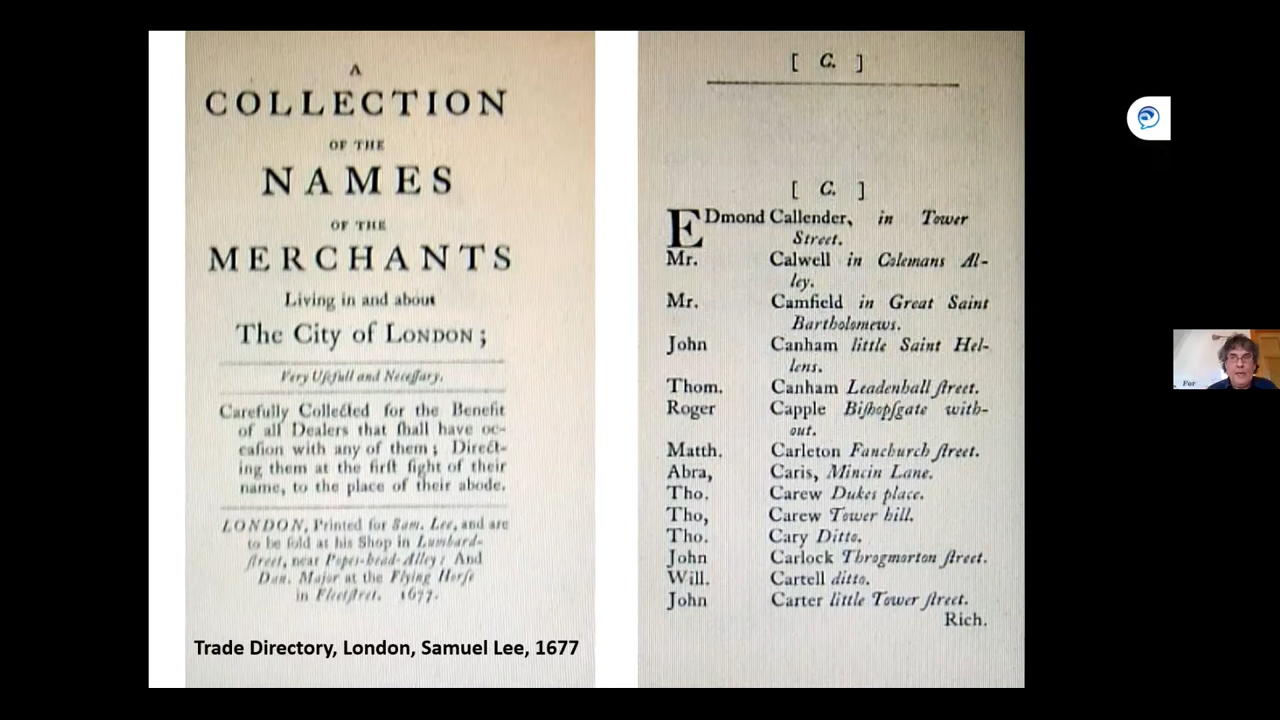 A
COLLECTION
OF THE
NAMES
OF THE
MERCHANTS
Living in and about
The City of LONDON;
Very Uſefull and Neceſſary.
Carefully Collected for the Benefit
of all Dealers that ſhall have oc-
caſion with any of them; Direct-
ing them at the firſt ſight of their
name, to the place of their abode.
LONDON, Printed for Sam. Lee, and are
to be ſold at his Shop in Lumbard-
ſtreet, near Popes-head-Alley: And
Dan. Major at the Flying Horſe
in Fleetſtret. 1677.
Trade Directory, London, Samuel Lee, 1677
[ C. ]
[ C. ]
EDmond Callender, in Tower
Street.
Mr. Calwell in Colemans Al-
ley.
Mr. Camfield in Great Saint
Bartholomews.
John Canham little Saint Hel-
lens.
Thom. Canham Leadenhall ſtreet.
Roger Capple Biſhopſgate with-
out.
Matth. Carleton Fanchurch ſtreet.
Abra, Caris, Mincin Lane.
Tho. Carew Dukes place.
Tho, Carew Tower hill.
Tho. Cary Ditto.
John Carlock Throgmorton ſtreet.
Will. Cartell ditto.
John Carter little Tower ſtreet.
Rich.
For